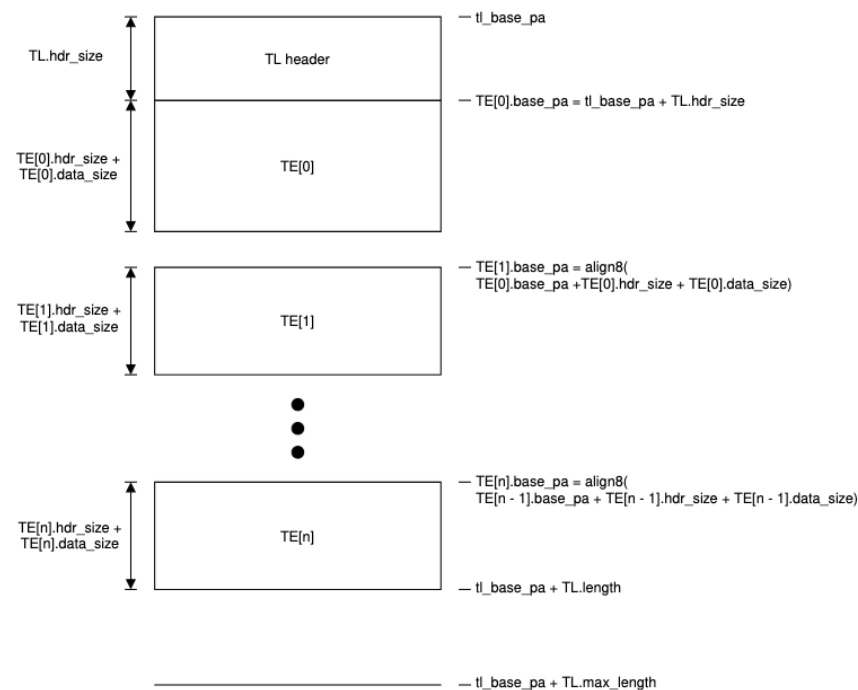 tl_base_pa
TL.hdr_size
TL header
TE[0].base_pa = tl_base_pa + TL.hdr_size
TE[0].hdr_size +
TE[0].data_size
TE[0]
TE[1].base_pa = align8(
TE[0].base_pa +TE[0].hdr_size + TE[0].data_size)
TE[1].hdr_size +
TE[1].data_size
TE[1]
TE[n].base_pa = align8(
TE[n - 1].base_pa + TE[n - 1].hdr_size + TE[n - 1].data_size)
TE[n].hdr_size +
TE[n].data_size
TE[n]
tl_base_pa + TL.length
tl_base_pa + TL.max_length